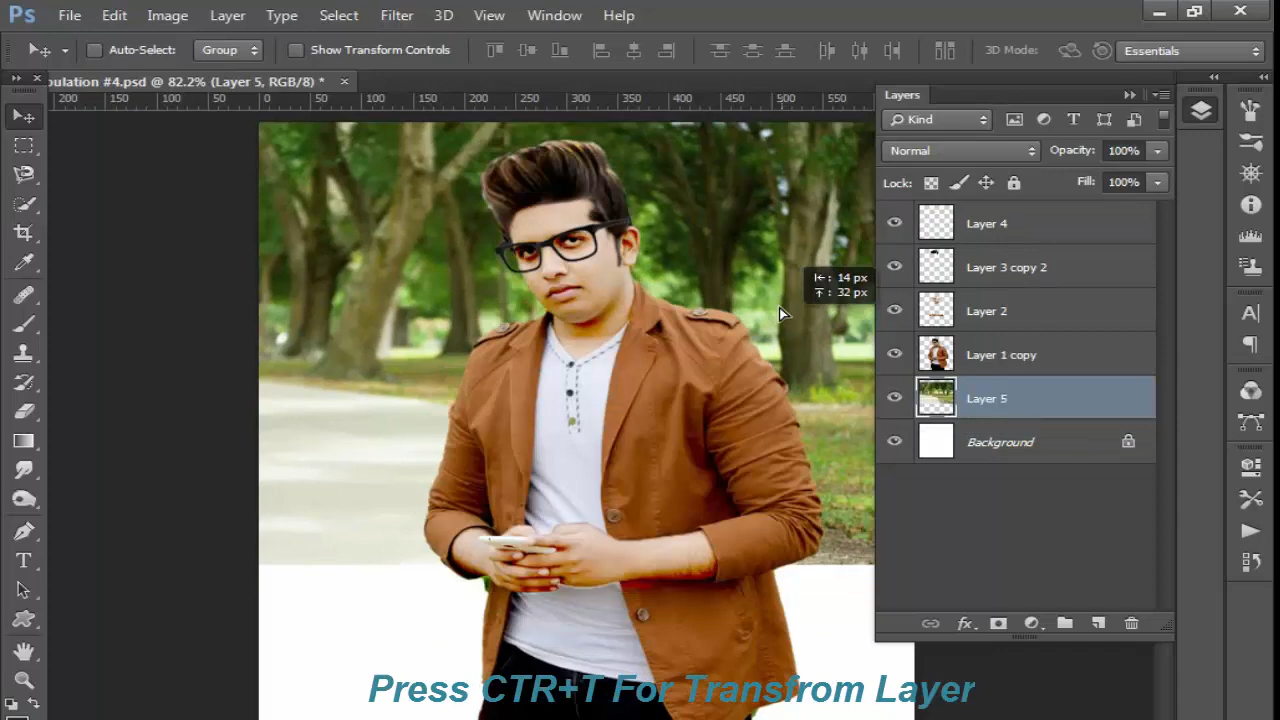 Ps File Edit Image Layer Type Select Filter 3D View Window Help
Auto-Select: Group Show Transform Controls 3D Mode: Essentials
pulation #4.psd @ 82.2% (Layer 5, RGB/8) * ×
200 150 100 50 0 50 100 150 200 250 300 350 400 450 500 550
Layers
Kind
Normal Opacity: 100%
Lock: Fill: 100%
Layer 4
Layer 3 copy 2
14 px
32 px
Layer 2
Layer 1 copy
Layer 5
Background
fx
Press CTR+T For Transfrom Layer